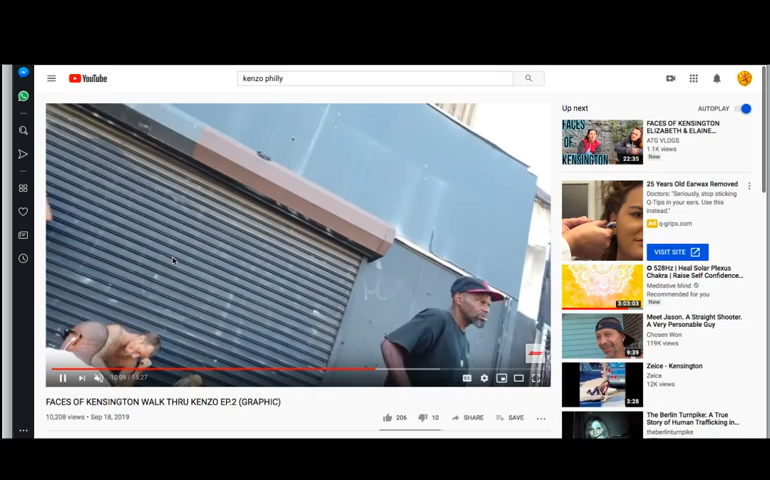 YouTube
kenzo philly
10:09 / 15:27
FACES OF KENSINGTON WALK THRU KENZO EP.2 (GRAPHIC)
10,208 views • Sep 18, 2019
206
10
SHARE
SAVE
Up next
AUTOPLAY
FACES OF KENSINGTON
22:35
FACES OF KENSINGTON
ELIZABETH & ELAINE...
ATG VLOGS
1.1K views
New
25 Years Old Earwax Removed
Doctors: "Seriously, stop sticking
Q-Tips in your ears. Use this
instead."
Ad q-grips.com
VISIT SITE
3:03:03
528Hz | Heal Solar Plexus
Chakra | Raise Self Confidence...
Meditative Mind
Recommended for you
New
9:39
Meet Jason. A Straight Shooter.
A Very Personable Guy
Chosen Won
119K views
3:28
Zeice - Kensington
Zeice
12K views
The Berlin Turnpike: A True
Story of Human Trafficking in...
theberlinturnpike